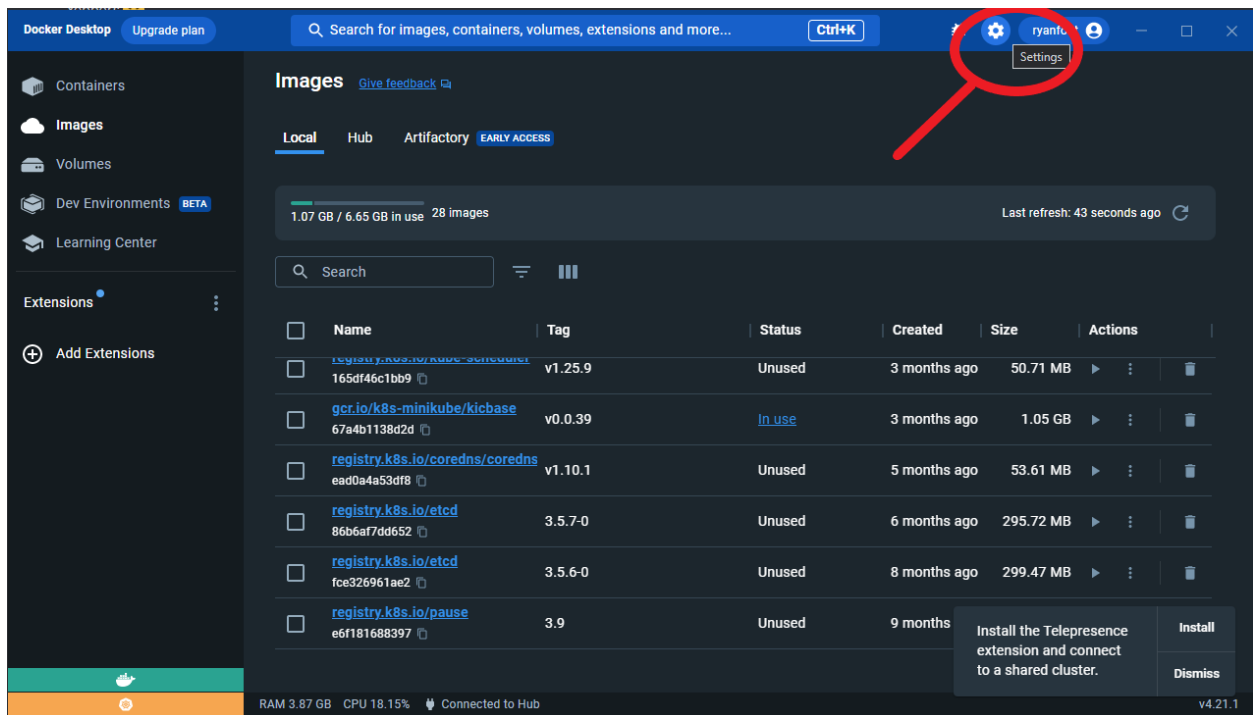 Docker Desktop Upgrade plan Search for images, containers, volumes, extensions and more... Ctrl+K
Settings
Containers
Images
Volumes
Dev Environments BETA
Learning Center
Extensions
Add Extensions
Images Give feedback
Local Hub Artifactory EARLY ACCESS
1.07 GB / 6.65 GB in use 28 images Last refresh: 43 seconds ago
Search
Name Tag Status Created Size Actions
registry.k8s.io/kube-scheduler v1.25.9 Unused 3 months ago 50.71 MB
165df46c1bb9
gcr.io/k8s-minikube/kicbase v0.0.39 In use 3 months ago 1.05 GB
67a4b1138d2d
registry.k8s.io/coredns/coredns v1.10.1 Unused 5 months ago 53.61 MB
ead0a4a53df8
registry.k8s.io/etcd 3.5.7-0 Unused 6 months ago 295.72 MB
86b6af7dd652
registry.k8s.io/etcd 3.5.6-0 Unused 8 months ago 299.47 MB
fce326961ae2
registry.k8s.io/pause 3.9 Unused 9 months
e6f181688397
Install the Telepresence
extension and connect
to a shared cluster.
Install
Dismiss
RAM 3.87 GB CPU 18.15% Connected to Hub v4.21.1